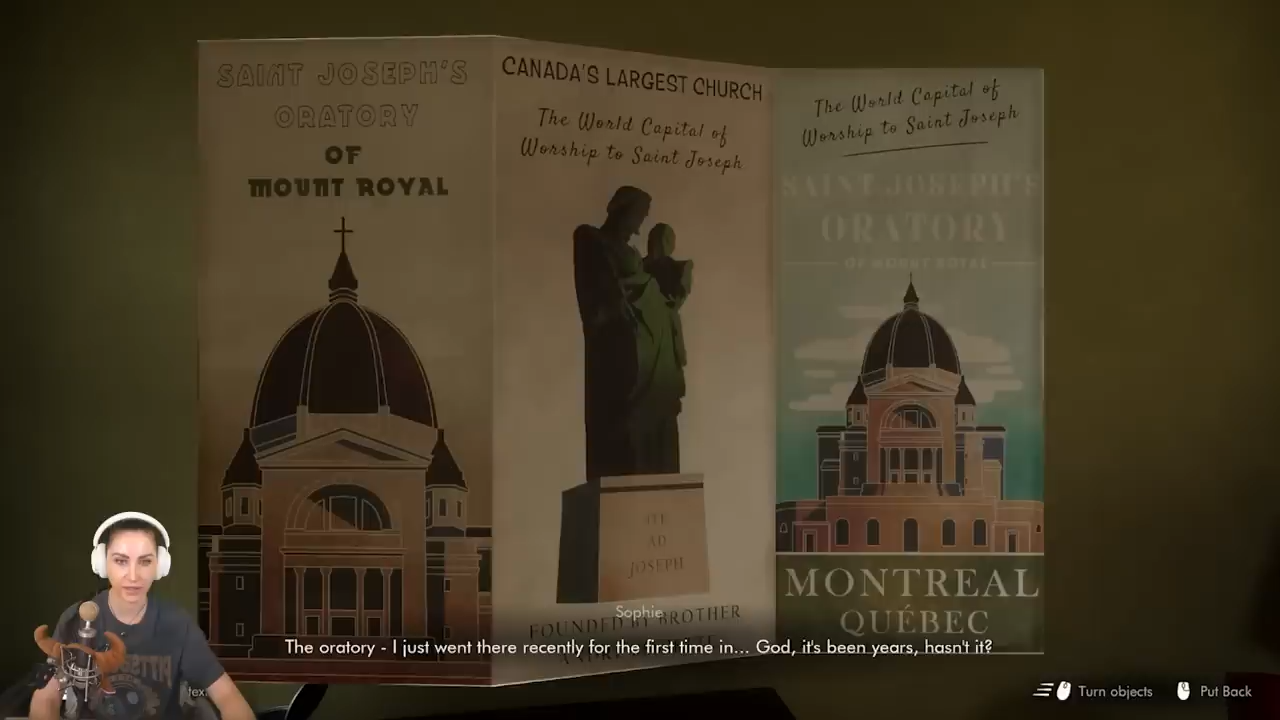 SAINT JOSEPH'S
ORATORY
OF
MOUNT ROYAL
CANADA'S LARGEST CHURCH
The World Capital of
Worship to Saint Joseph
ITE
AD
JOSEPH
FOUNDED BY BROTHER
The World Capital of
Worship to Saint Joseph
SAINT JOSEPH'S
ORATORY
OF MOUNT ROYAL
MONTREAL
QUÉBEC
Sophie
The oratory - I just went there recently for the first time in... God, it's been years, hasn't it?
Turn objects
Put Back